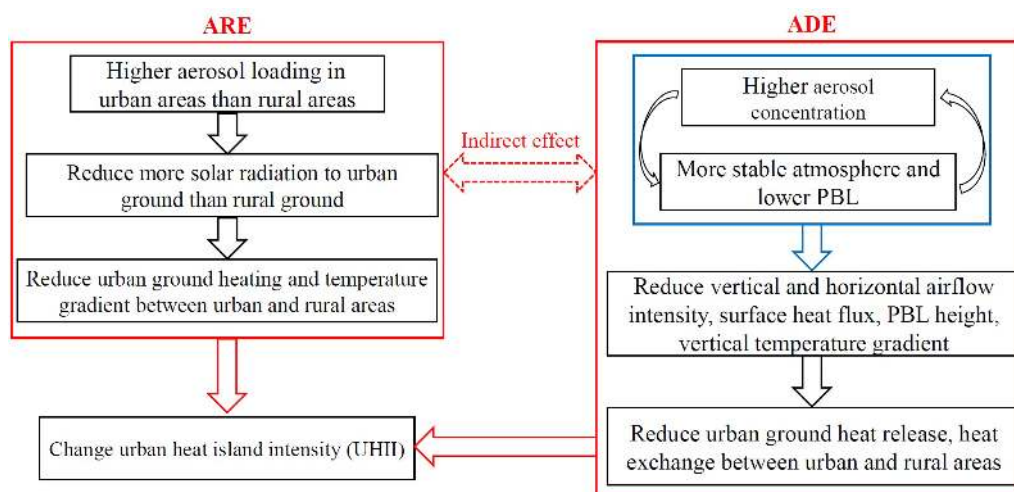 ARE
Higher aerosol loading in
urban areas than rural areas
Reduce more solar radiation to urban
ground than rural ground
Reduce urban ground heating and temperature
gradient between urban and rural areas
Change urban heat island intensity (UHII)
Indirect effect
ADE
Higher aerosol
concentration
More stable atmosphere and
lower PBL
Reduce vertical and horizontal airflow
intensity, surface heat flux, PBL height,
vertical temperature gradient
Reduce urban ground heat release, heat
exchange between urban and rural areas